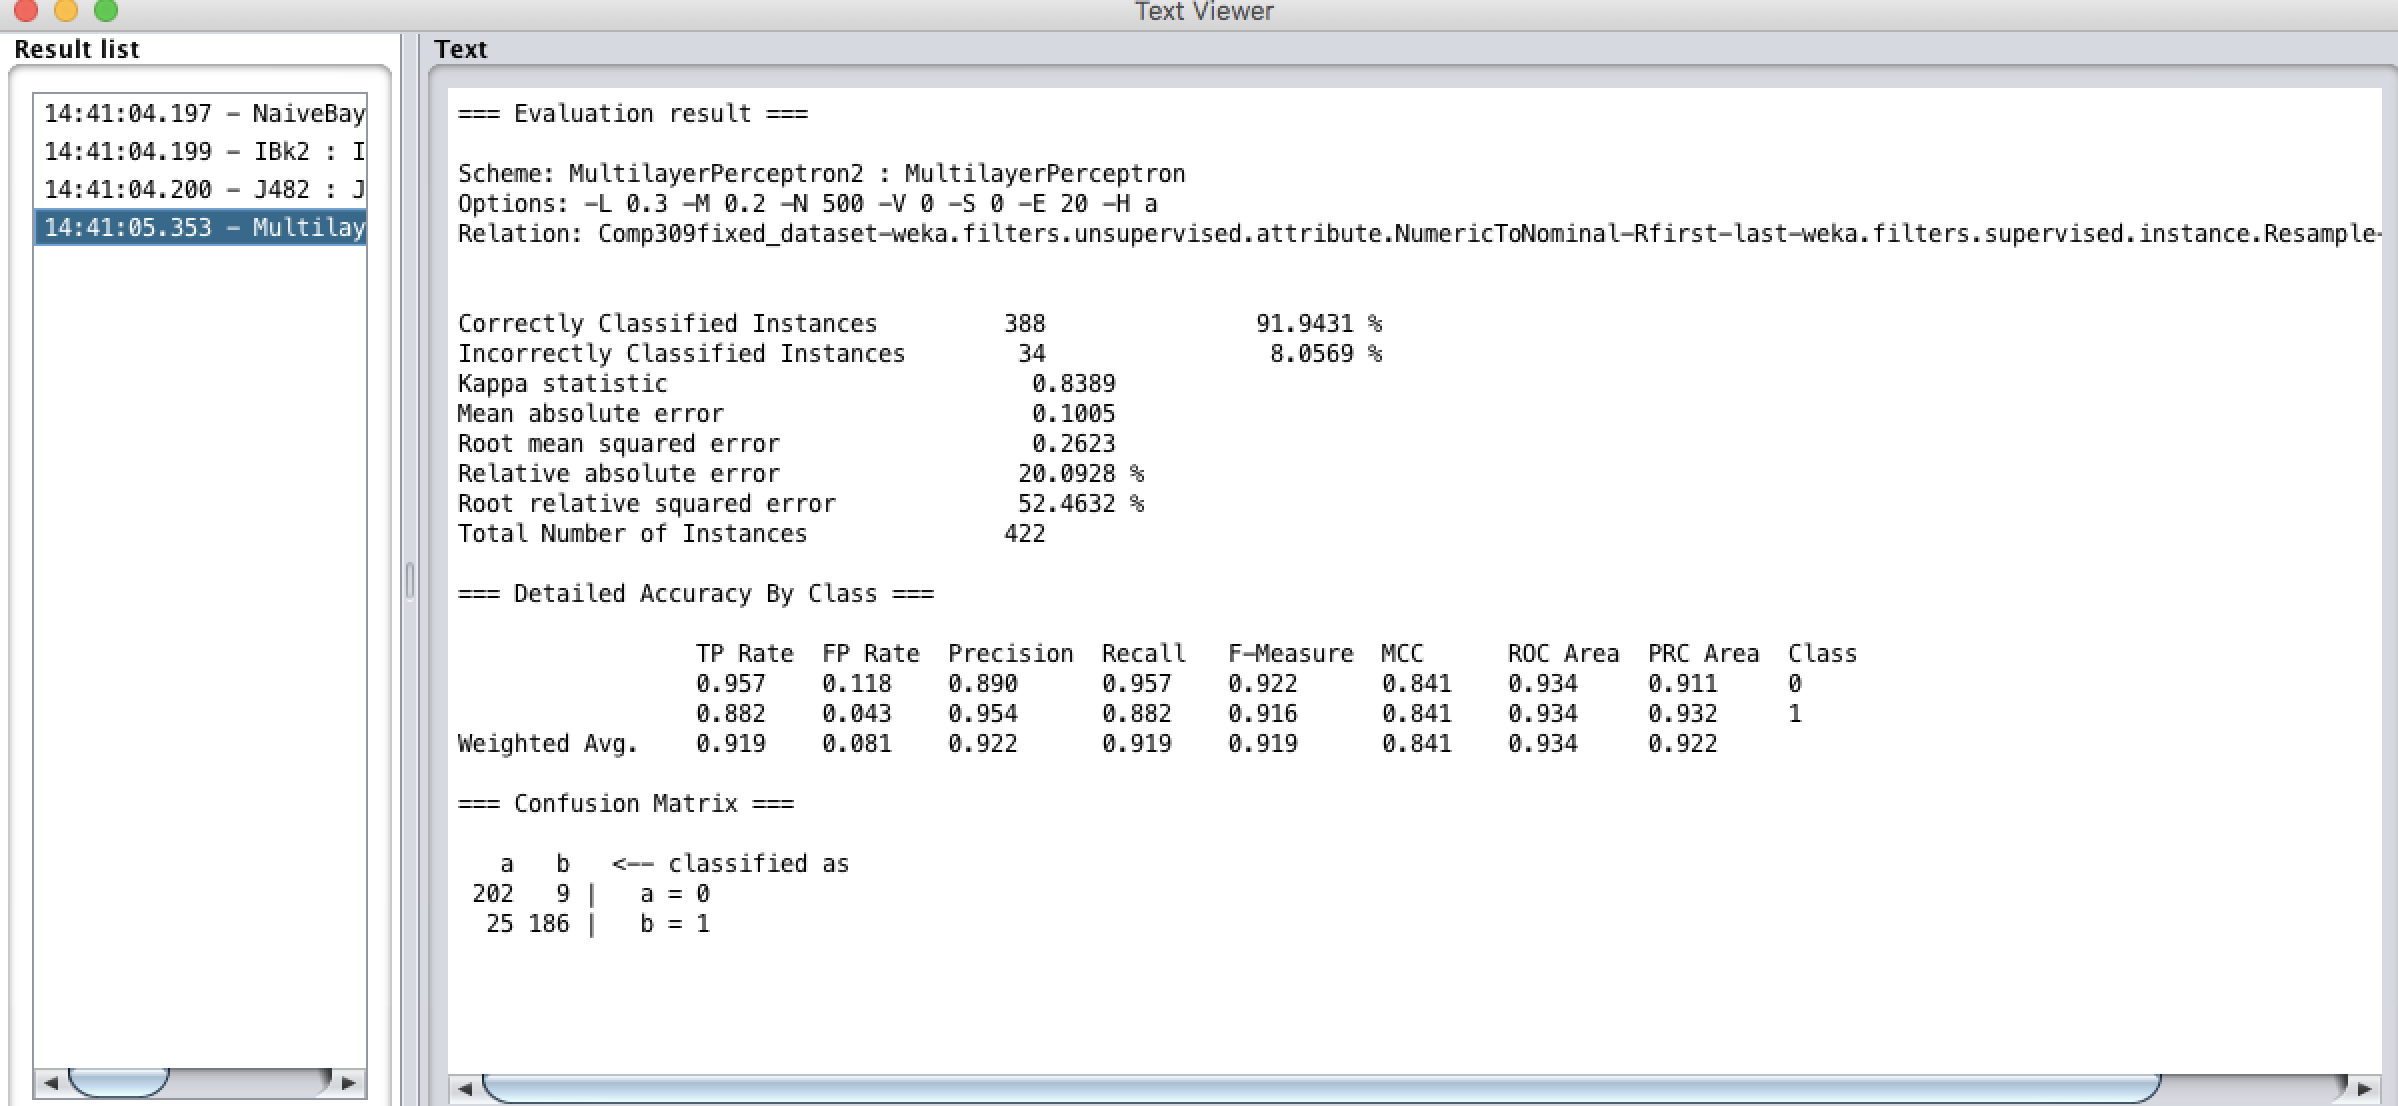 Text Viewer
Result list
14:41:04.197 – NaiveBay
14:41:04.199 – IBk2 : I
14:41:04.200 – J482 : J
14:41:05.353 – Multilay
Text
=== Evaluation result ===
Scheme: MultilayerPerceptron2 : MultilayerPerceptron
Options: –L 0.3 –M 0.2 –N 500 –V 0 –S 0 –E 20 –H a
Relation: Comp309fixed_dataset–weka.filters.unsupervised.attribute.NumericToNominal–Rfirst–last–weka.filters.supervised.instance.Resample–
Correctly Classified Instances 388 91.9431 %
Incorrectly Classified Instances 34 8.0569 %
Kappa statistic 0.8389
Mean absolute error 0.1005
Root mean squared error 0.2623
Relative absolute error 20.0928 %
Root relative squared error 52.4632 %
Total Number of Instances 422
=== Detailed Accuracy By Class ===
TP Rate FP Rate Precision Recall F–Measure MCC ROC Area PRC Area Class
0.957 0.118 0.890 0.957 0.922 0.841 0.934 0.911 0
0.882 0.043 0.954 0.882 0.916 0.841 0.934 0.932 1
Weighted Avg. 0.919 0.081 0.922 0.919 0.919 0.841 0.934 0.922
=== Confusion Matrix ===
a b <–– classified as
202 9 | a = 0
25 186 | b = 1